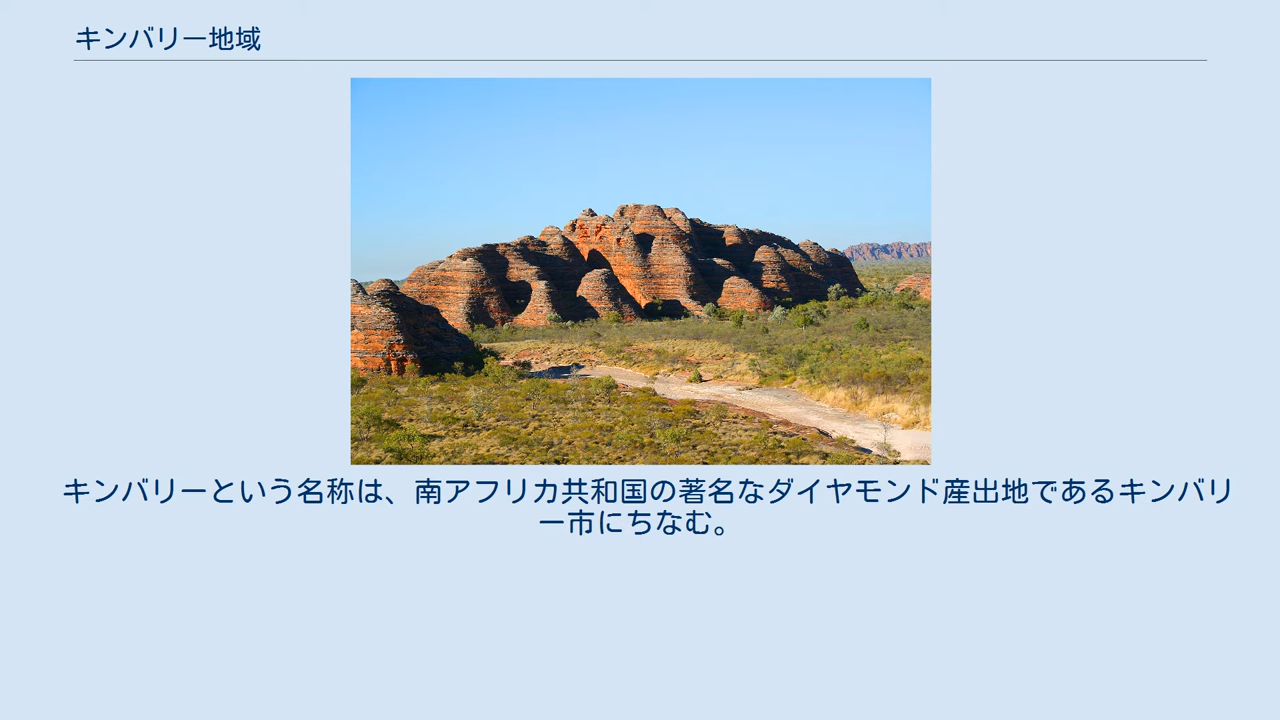 キンバリー地域
キンバリーという名称は、南アフリカ共和国の著名なダイヤモンド産出地であるキンバリ
ー市にちなむ。